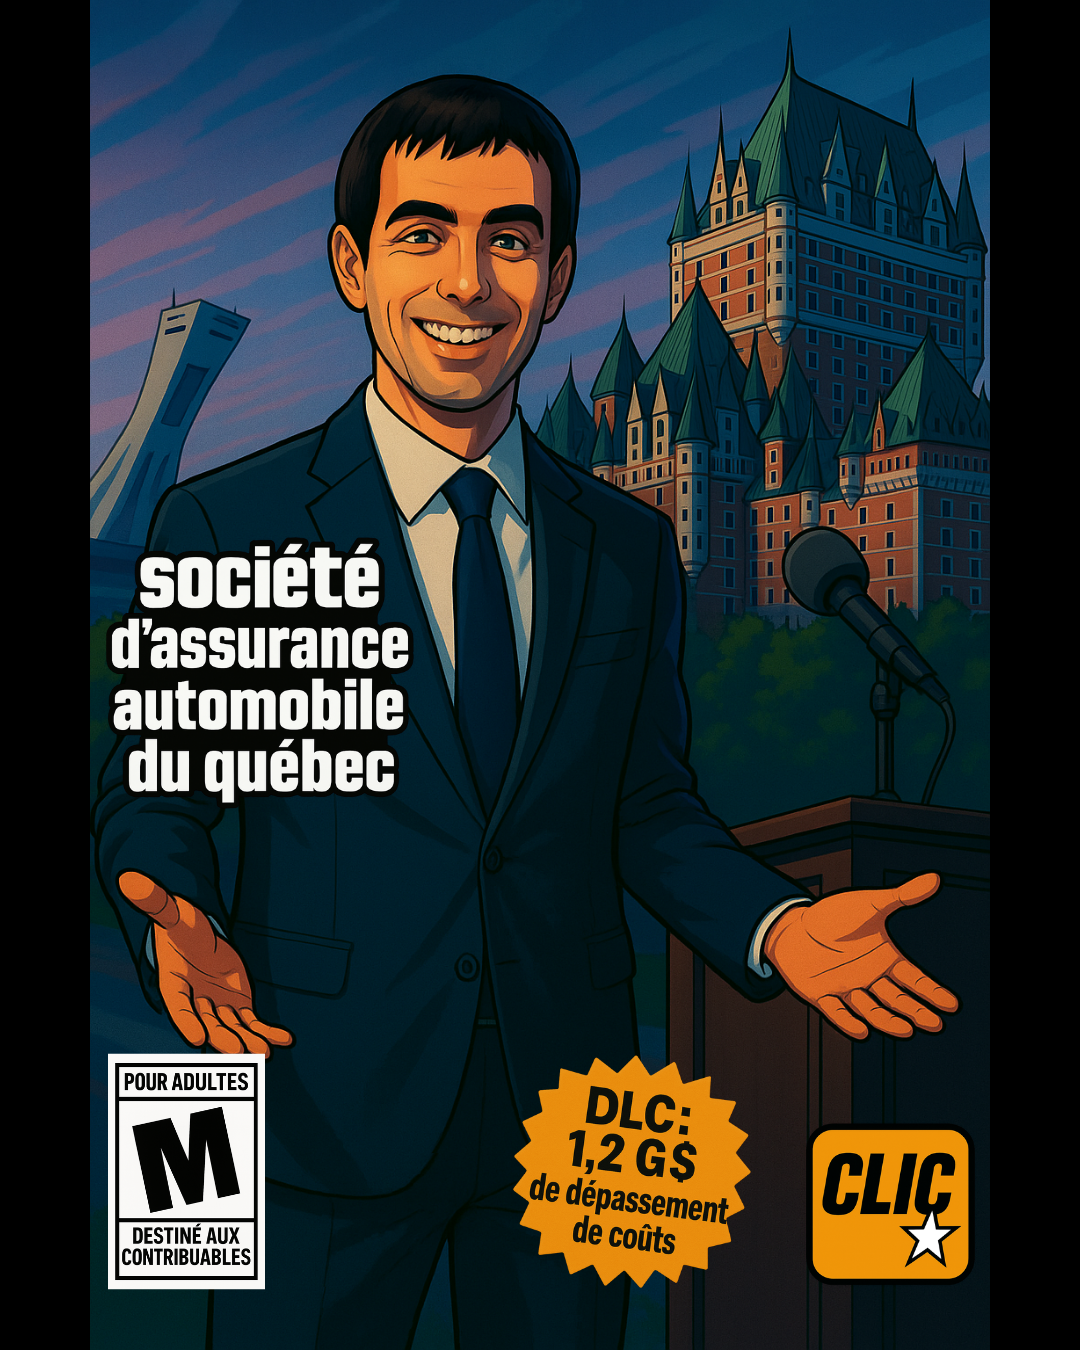 société
d'assurance
automobile
du québec
POUR ADULTES
M
DESTINÉ AUX
CONTRIBUABLES
DLC:
1,2 G$
de dépassement
de coûts
CLIC